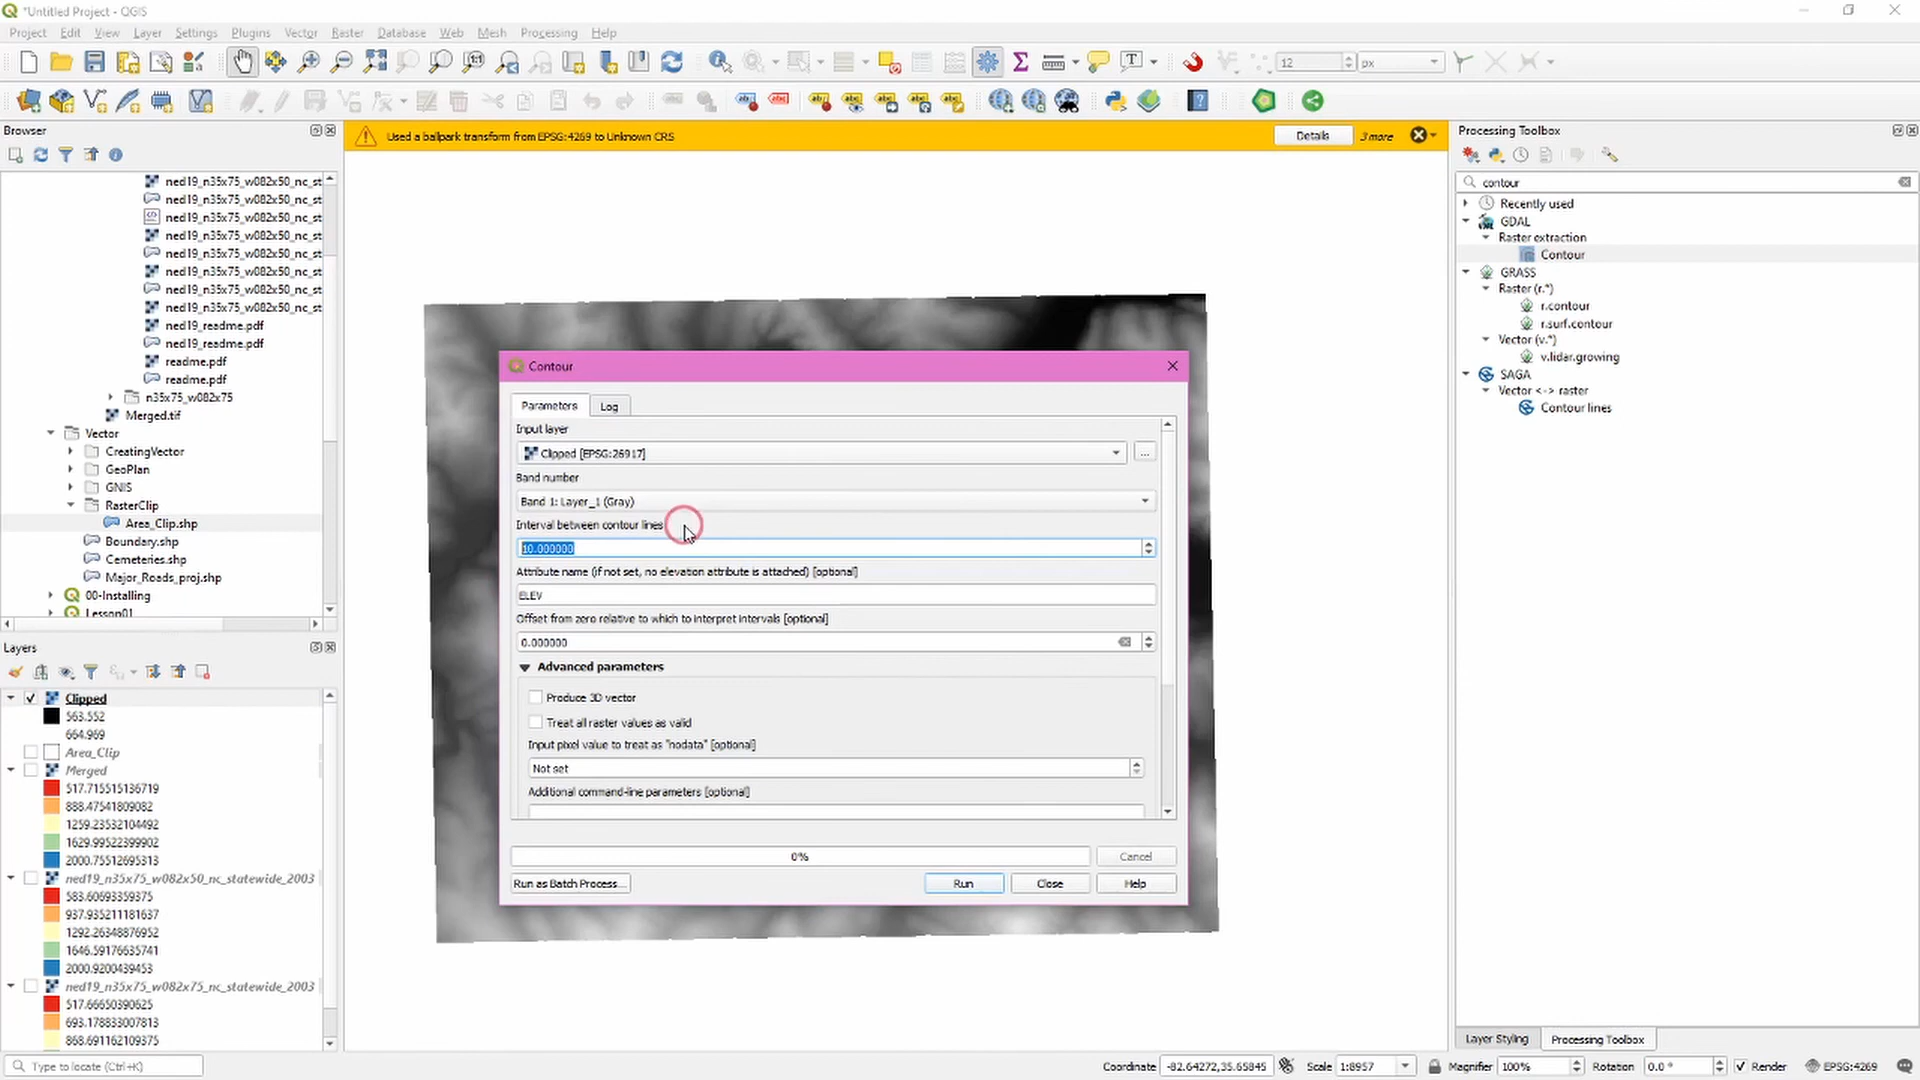 *Untitled Project - QGIS
Project Edit View Layer Settings Plugins Vector Raster Database Web Mesh Processing Help
12 px
Browser
ned19_n35x75_w082x50_nc_st
ned19_n35x75_w082x50_nc_st
ned19_n35x75_w082x50_nc_st
ned19_n35x75_w082x50_nc_st
ned19_n35x75_w082x50_nc_st
ned19_n35x75_w082x50_nc_st
ned19_n35x75_w082x50_nc_st
ned19_n35x75_w082x50_nc_st
ned19_readme.pdf
ned19_readme.pdf
readme.pdf
readme.pdf
n35x75_w082x75
Merged.tif
Vector
CreatingVector
GeoPlan
GNIS
RasterClip
Area_Clip.shp
Boundary.shp
Cemeteries.shp
Major_Roads_proj.shp
00-Installing
Lesson01
Layers
Clipped
563.552
664.969
Area_Clip
Merged
517.715515136719
888.47541809082
1259.23532104492
1629.99522399902
2000.75512695313
ned19_n35x75_w082x50_nc_statewide_2003
583.60693359375
937.935211181637
1292.26348876952
1646.59176635741
2000.9200439453
ned19_n35x75_w082x75_nc_statewide_2003
517.66650390625
693.178833007813
868.691162109375
Used a ballpark transform from EPSG:4269 to Unknown CRS
Details 3 more
Contour
Parameters Log
Input layer
Clipped [EPSG:26917]
...
Band number
Band 1: Layer_1 (Gray)
Interval between contour lines
10.000000
Attribute name (if not set, no elevation attribute is attached) [optional]
ELEV
Offset from zero relative to which to interpret intervals [optional]
0.000000
Advanced parameters
Produce 3D vector
Treat all raster values as valid
Input pixel value to treat as "nodata" [optional]
Not set
Additional command-line parameters [optional]
0%
Cancel
Run as Batch Process...
Run Close Help
Processing Toolbox
contour
Recently used
GDAL
Raster extraction
Contour
GRASS
Raster (r.*)
r.contour
r.surf.contour
Vector (v.*)
v.lidar.growing
SAGA
Vector <-> raster
Contour lines
Layer Styling Processing Toolbox
Type to locate (Ctrl+K)
Coordinate -82.64272,35.65845 Scale 1:8957 Magnifier 100% Rotation 0.0 ° Render EPSG:4269